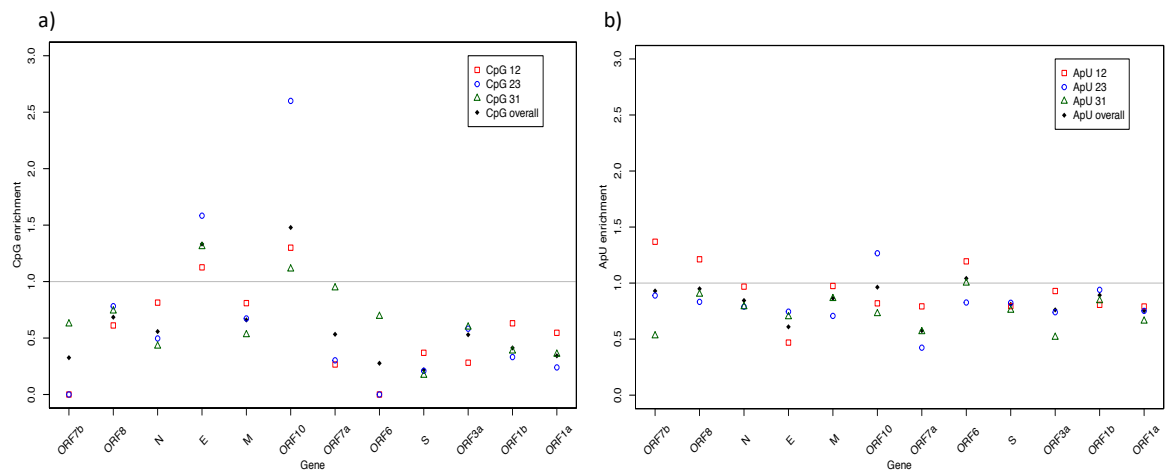 a)
CpG enrichment
3.0
2.5
2.0
1.5
1.0
0.5
0.0
CpG 12
CpG 23
CpG 31
CpG overall
ORF7b
ORF8
N
E
M
ORF10
ORF7a
ORF6
S
ORF3a
ORF1b
ORF1a
Gene
b)
ApU enrichment
3.0
2.5
2.0
1.5
1.0
0.5
0.0
ApU 12
ApU 23
ApU 31
ApU overall
ORF7b
ORF8
N
E
M
ORF10
ORF7a
ORF6
S
ORF3a
ORF1b
ORF1a
Gene